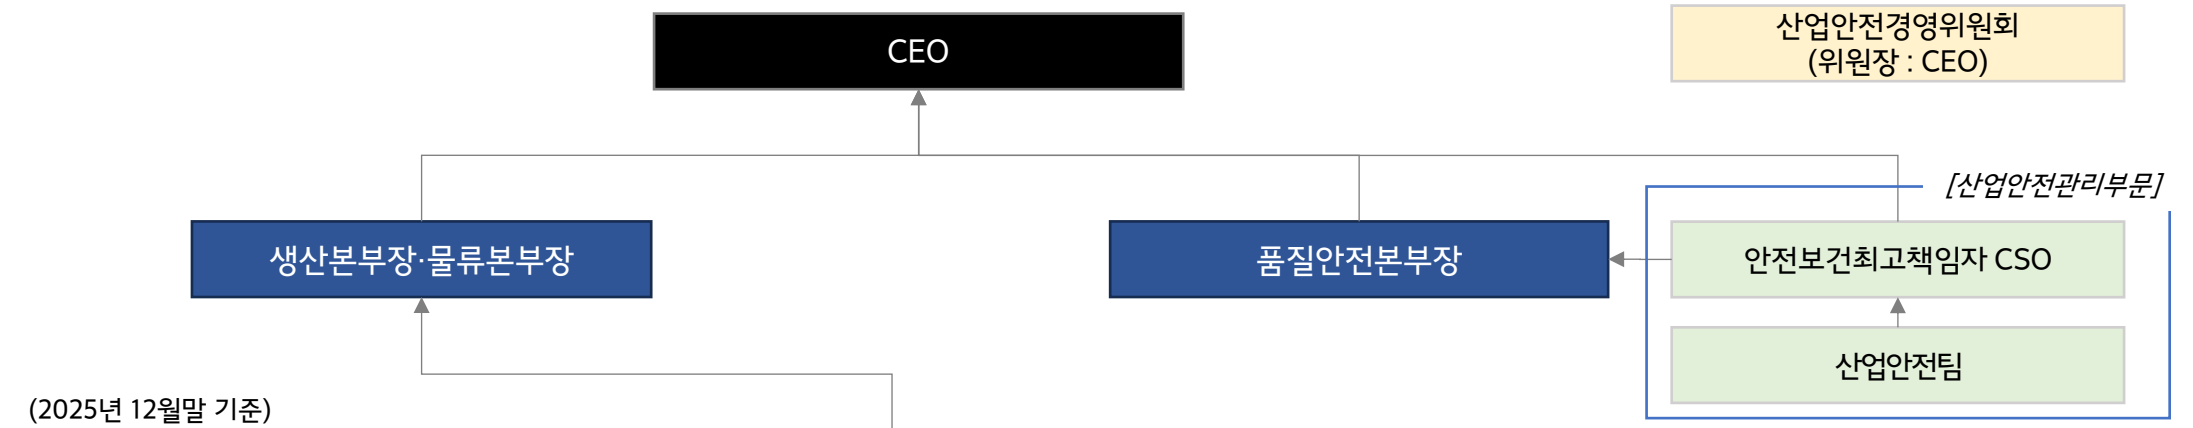 CEO
산업안전경영위원회
(위원장 : CEO)
[산업안전관리부문]
생산본부장·물류본부장
품질안전본부장
안전보건최고책임자 CSO
산업안전팀
(2025년 12월말 기준)